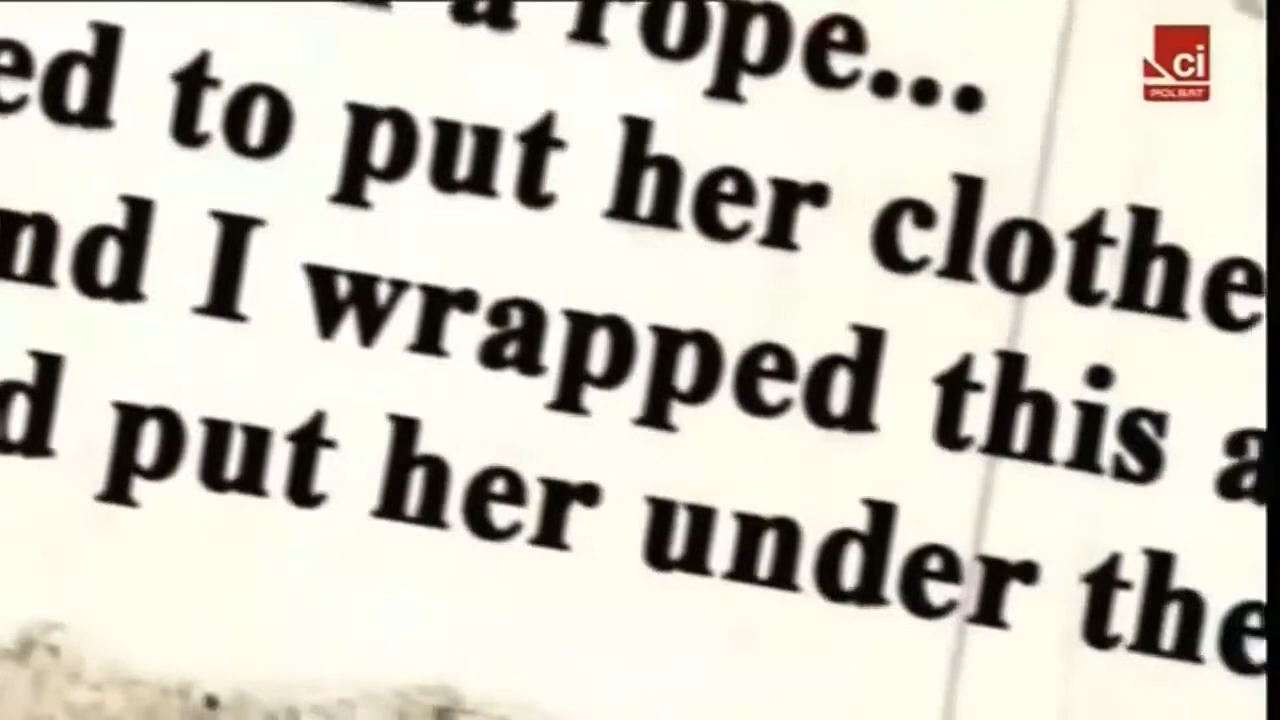 a rope...
ed to put her clothe
nd I wrapped this a
d put her under the
ci
POLSAT